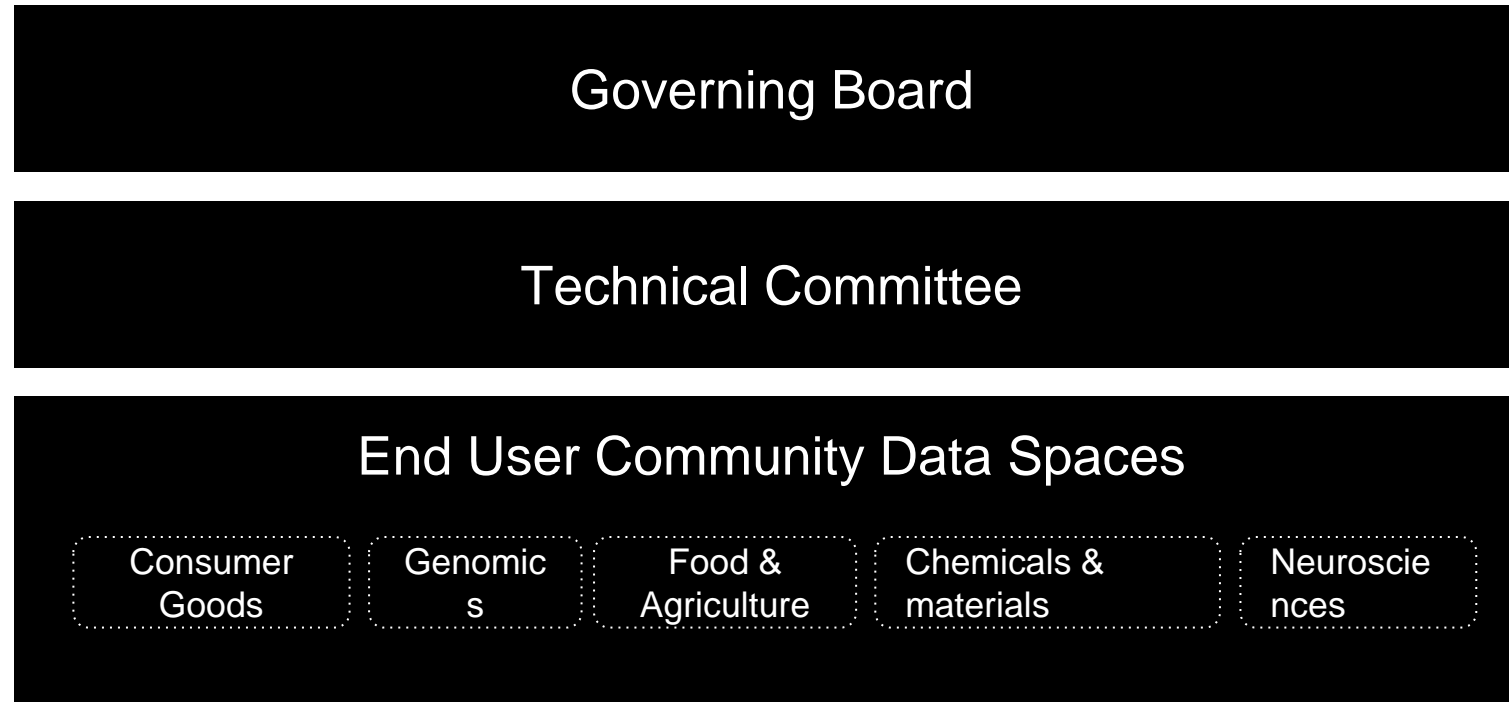 Governing Board
Technical Committee
End User Community Data Spaces
Consumer
Goods
Genomic
s
Food &
Agriculture
Chemicals &
materials
Neuroscie
nces